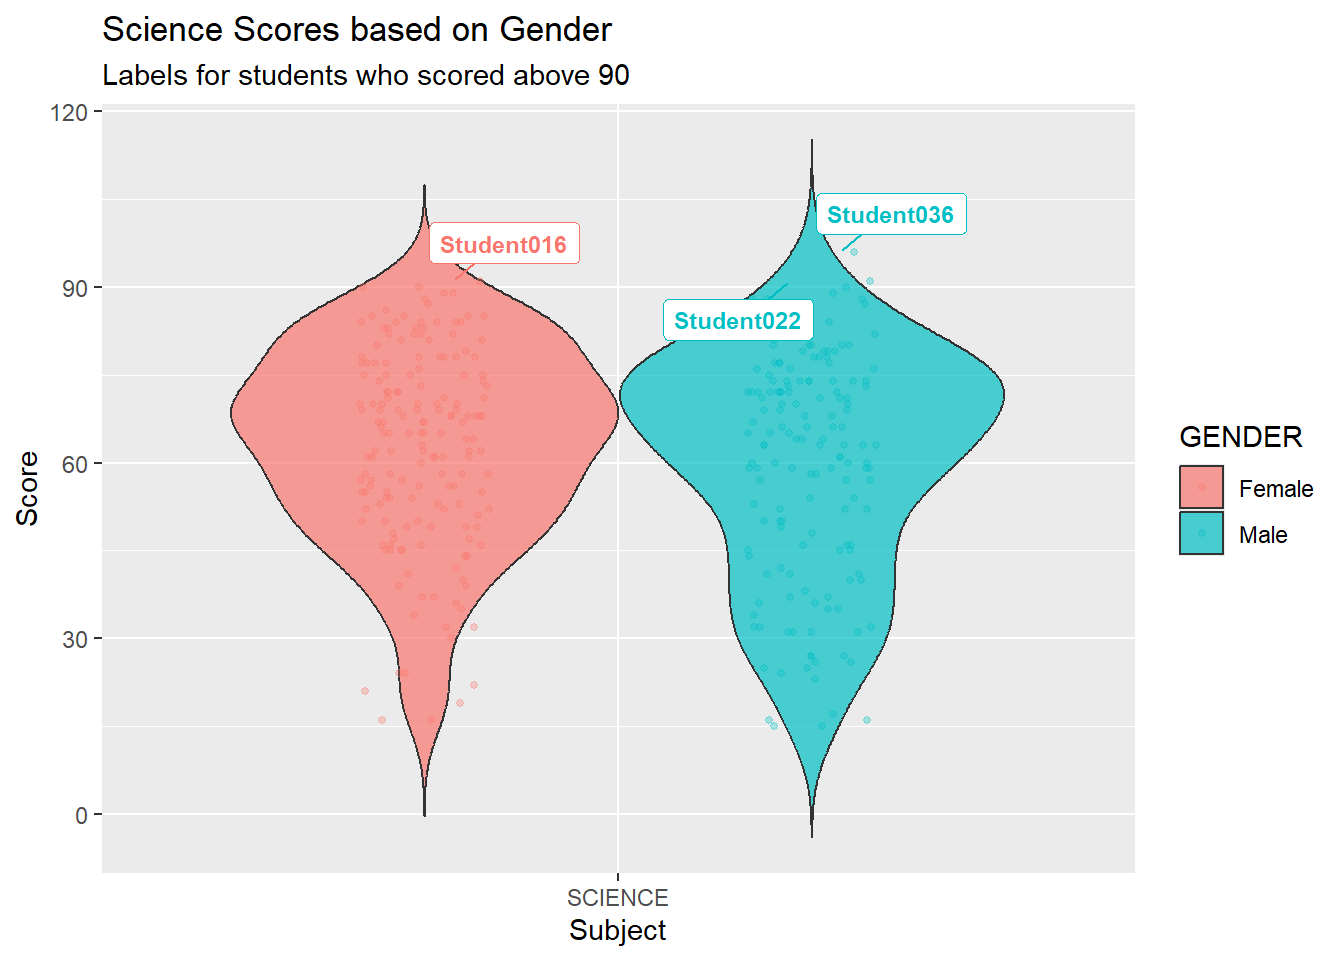 Science Scores based on Gender
Labels for students who scored above 90
120
90
60
30
0
Score
Student036
Student016
Student022
SCIENCE
Subject
GENDER
Female
Male